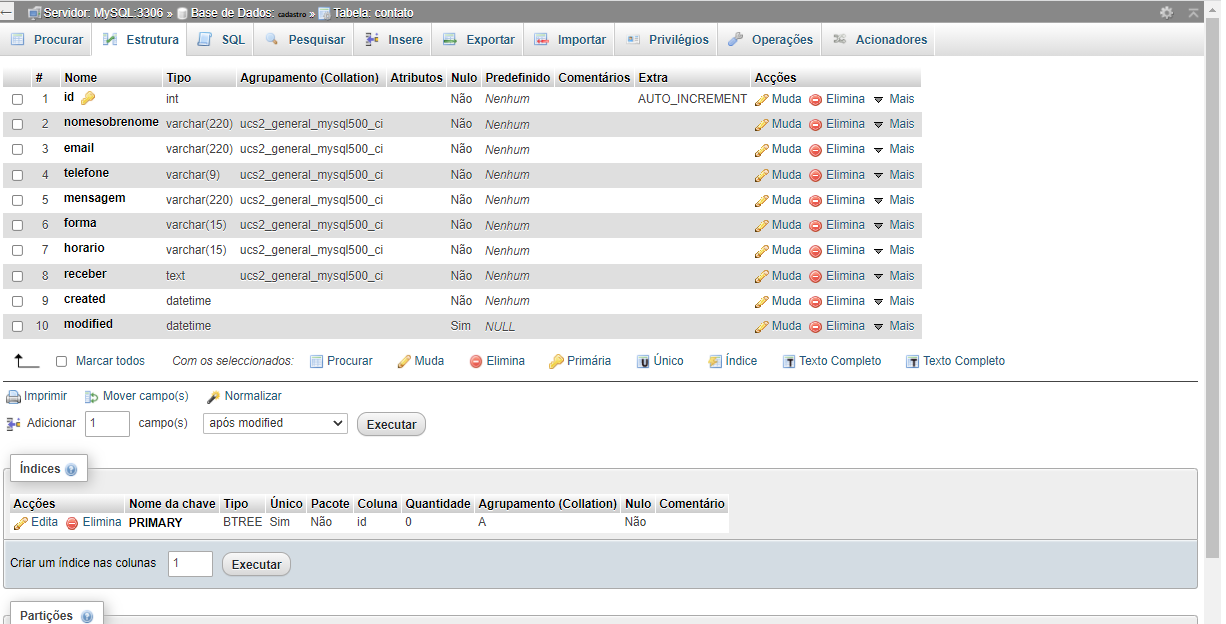 Servidor: MySQL:3306 » Base de Dados: cadastro » Tabela: contato
Procurar Estrutura SQL Pesquisar Insere Exportar Importar Privilégios Operações Acionadores
# Nome Tipo Agrupamento (Collation) Atributos Nulo Predefinido Comentários Extra Acções
1 id int Não Nenhum AUTO_INCREMENT Muda Elimina Mais
2 nomesobrenome varchar(220) ucs2_general_mysql500_ci Não Nenhum Muda Elimina Mais
3 email varchar(220) ucs2_general_mysql500_ci Não Nenhum Muda Elimina Mais
4 telefone varchar(9) ucs2_general_mysql500_ci Não Nenhum Muda Elimina Mais
5 mensagem varchar(220) ucs2_general_mysql500_ci Não Nenhum Muda Elimina Mais
6 forma varchar(15) ucs2_general_mysql500_ci Não Nenhum Muda Elimina Mais
7 horario varchar(15) ucs2_general_mysql500_ci Não Nenhum Muda Elimina Mais
8 receber text ucs2_general_mysql500_ci Não Nenhum Muda Elimina Mais
9 created datetime Não Nenhum Muda Elimina Mais
10 modified datetime Sim NULL Muda Elimina Mais
Marcar todos Com os seleccionados: Procurar Muda Elimina Primária Único Índice Texto Completo Texto Completo
Imprimir Mover campo(s) Normalizar
Adicionar 1 campo(s) após modified Executar
Índices
Acções Nome da chave Tipo Único Pacote Coluna Quantidade Agrupamento (Collation) Nulo Comentário
Edita Elimina PRIMARY BTREE Sim Não id 0 A Não
Criar um índice nas colunas 1 Executar
Partições